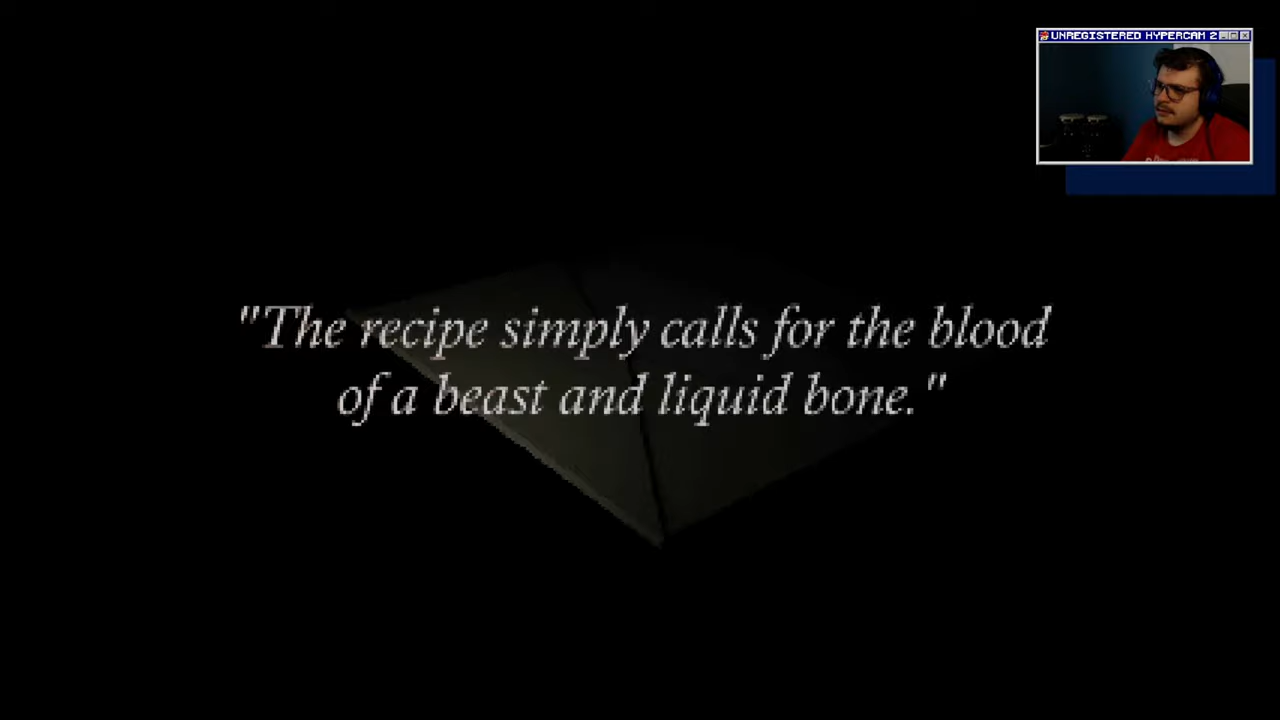 UNREGISTERED HYPERCAM 2
"The recipe simply calls for the blood
of a beast and liquid bone."